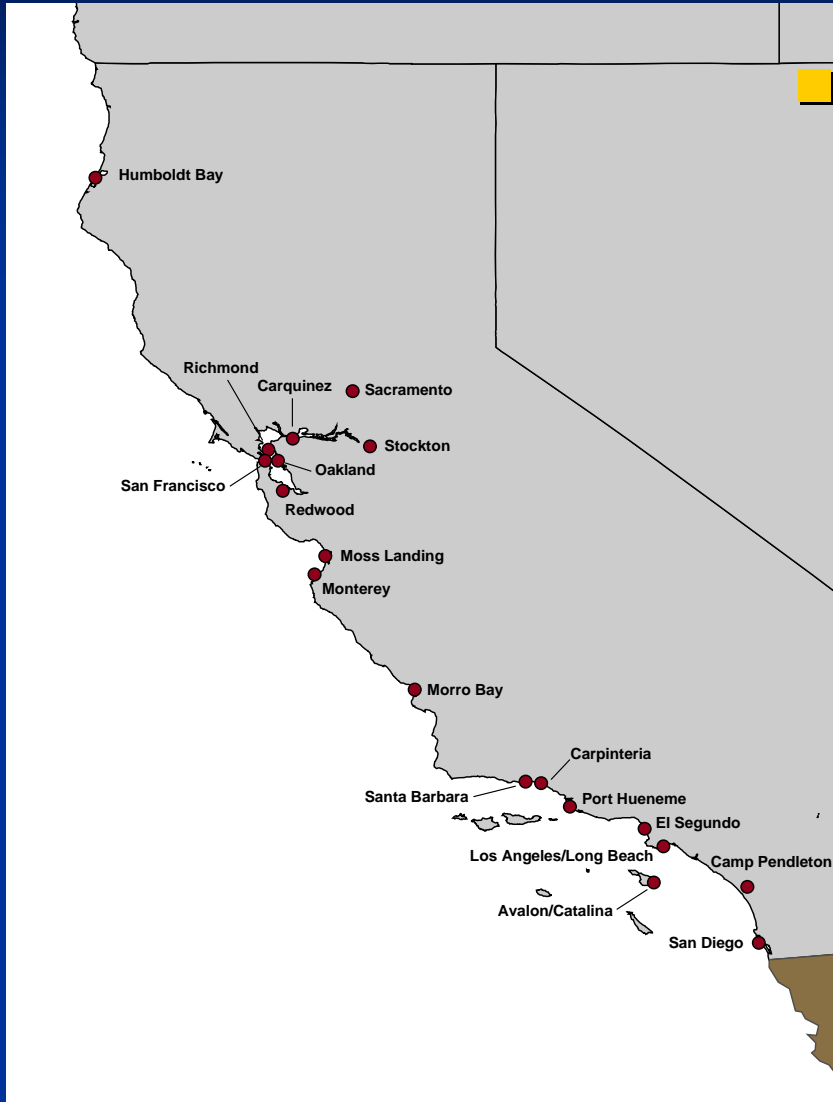 Humboldt Bay
Richmond
Carquinez
Sacramento
Stockton
Oakland
San Francisco
Redwood
Moss Landing
Monterey
Morro Bay
Carpinteria
Santa Barbara
Port Hueneme
El Segundo
Los Angeles/Long Beach
Camp Pendleton
Avalon/Catalina
San Diego